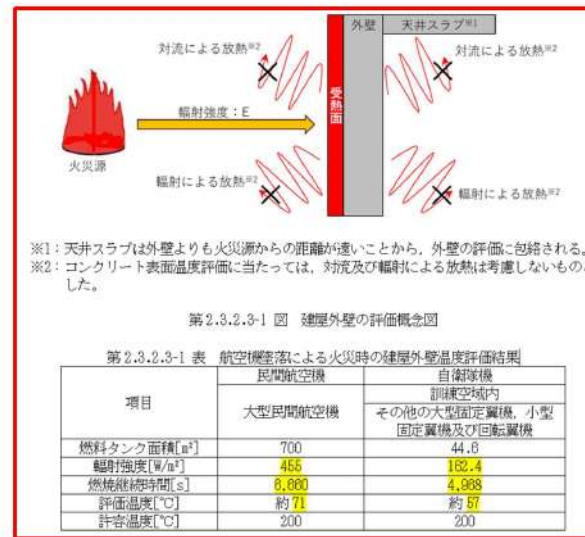 外壁 天井スラブ※1
対流による放熱※2 対流による放熱※2
受熱面
輻射強度：E
火災源
輻射による放熱※2 輻射による放熱※2
※1：天井スラブは外壁よりも火災源からの距離が遠いことから，外壁の評価に包絡される。
※2：コンクリート表面温度評価に当たっては，対流及び輻射による放熱は考慮しないもの
した。
第2.3.2.3-1 図 建屋外壁の評価概念図
第2.3.2.3-1 表 航空機墜落による火災時の建屋外壁温度評価結果
項目 民間航空機 自衛隊機
訓練空域内
大型民間航空機 その他の大型固定翼機，小型
固定翼機及び回転翼機
燃料タンク面積[m²] 700 44.6
輻射強度[W/m²] 455 162.4
燃焼継続時間[s] 6,660 4,968
評価温度[℃] 約 71 約 57
許容温度[℃] 200 200